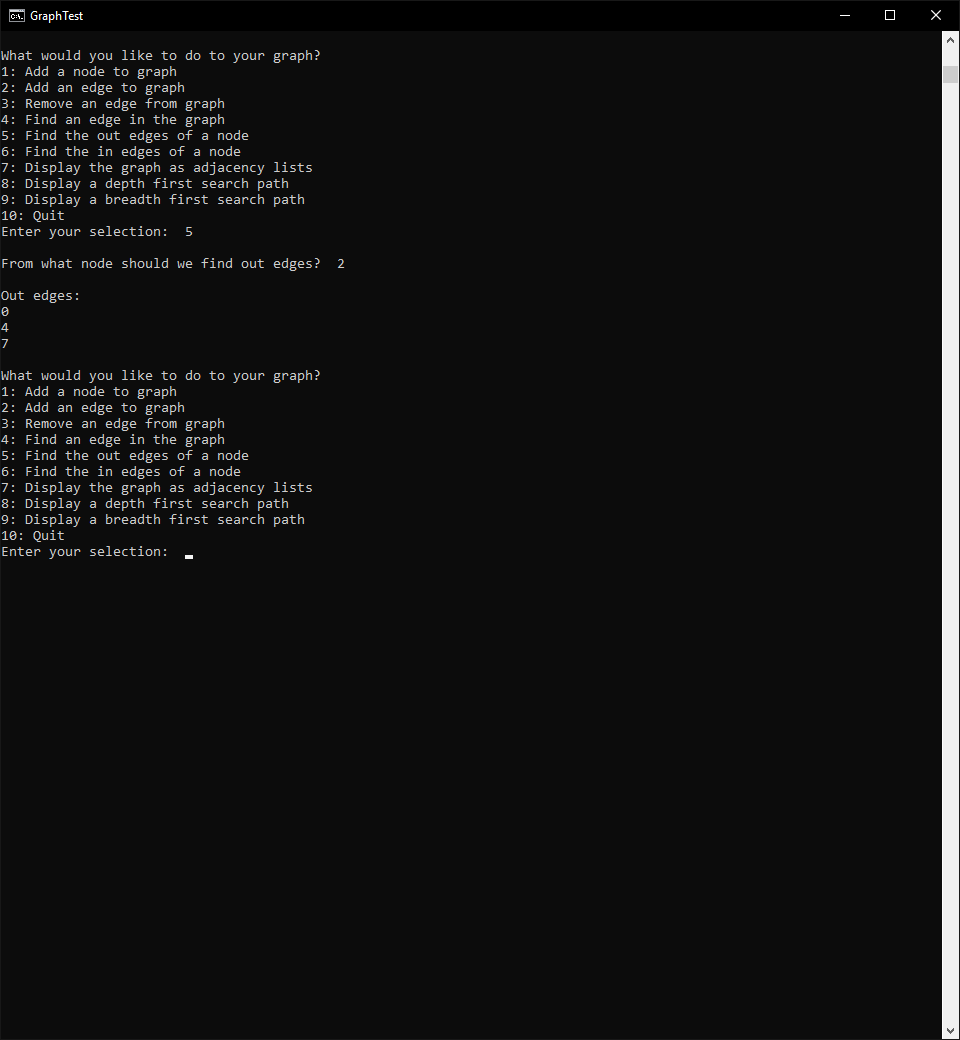 GraphTest
What would you like to do to your graph?
1: Add a node to graph
2: Add an edge to graph
3: Remove an edge from graph
4: Find an edge in the graph
5: Find the out edges of a node
6: Find the in edges of a node
7: Display the graph as adjacency lists
8: Display a depth first search path
9: Display a breadth first search path
10: Quit
Enter your selection:  5
From what node should we find out edges?  2
Out edges:
0
4
7
What would you like to do to your graph?
1: Add a node to graph
2: Add an edge to graph
3: Remove an edge from graph
4: Find an edge in the graph
5: Find the out edges of a node
6: Find the in edges of a node
7: Display the graph as adjacency lists
8: Display a depth first search path
9: Display a breadth first search path
10: Quit
Enter your selection: